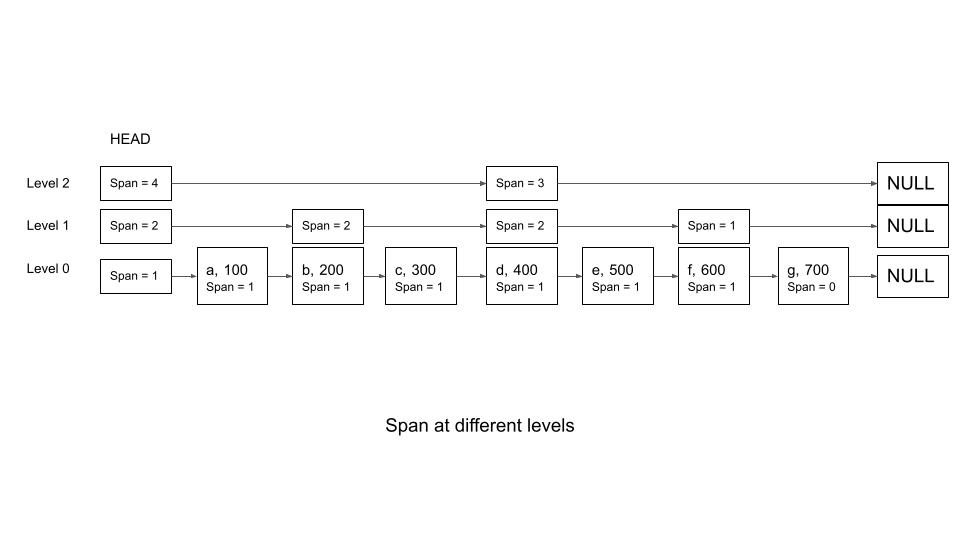 HEAD
Level 2
Span = 4
Span = 3
NULL
Level 1
Span = 2
Span = 2
Span = 2
Span = 1
NULL
Level 0
Span = 1
a, 100
Span = 1
b, 200
Span = 1
c, 300
Span = 1
d, 400
Span = 1
e, 500
Span = 1
f, 600
Span = 1
g, 700
Span = 0
NULL
Span at different levels